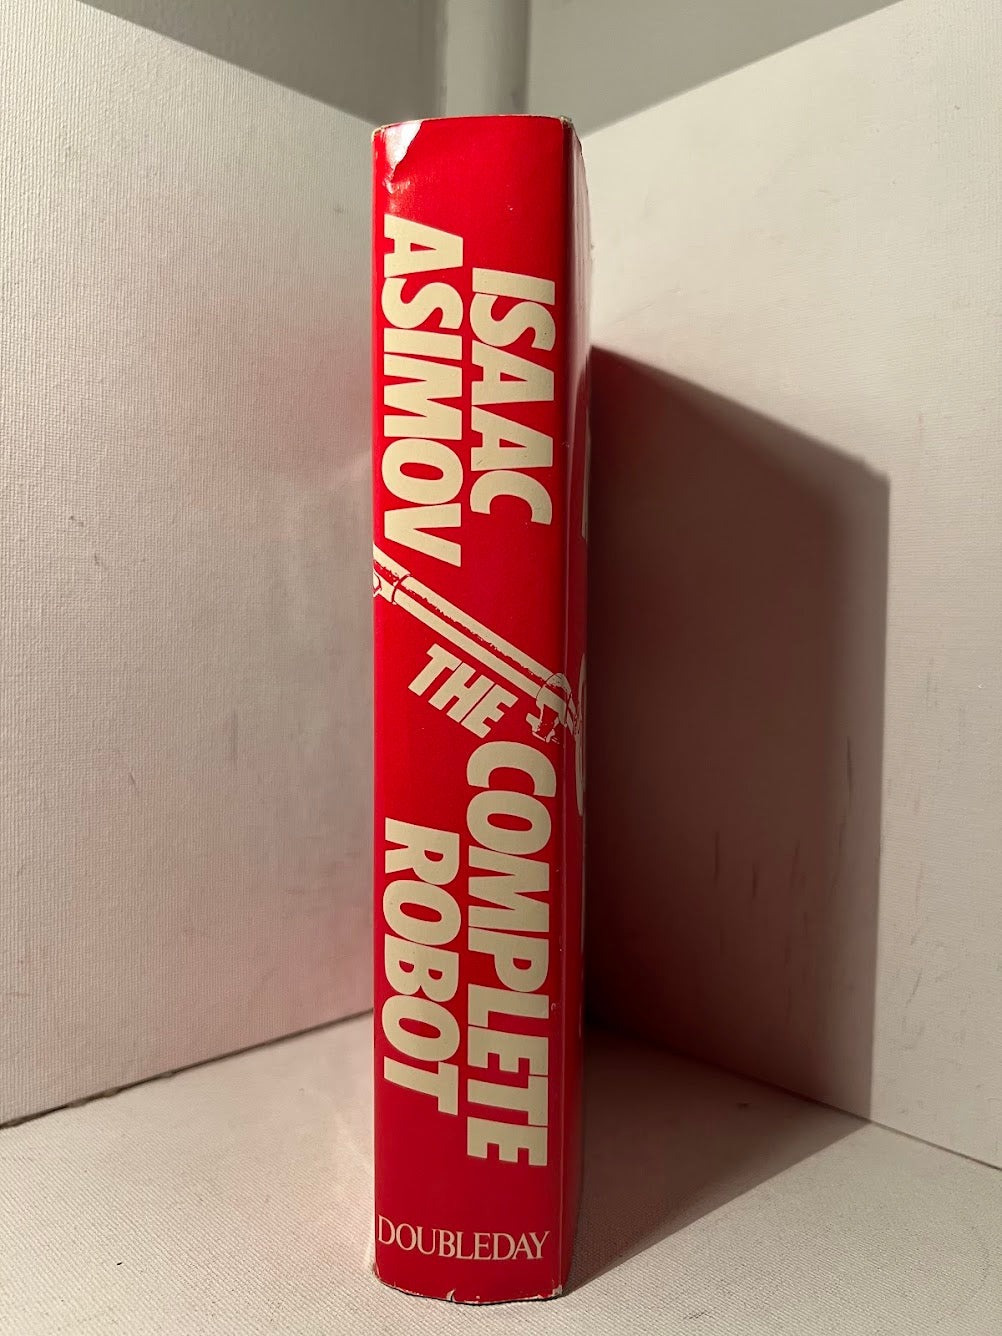 ISAAC
ASIMOV
THE
COMPLETE
ROBOT
DOUBLEDAY